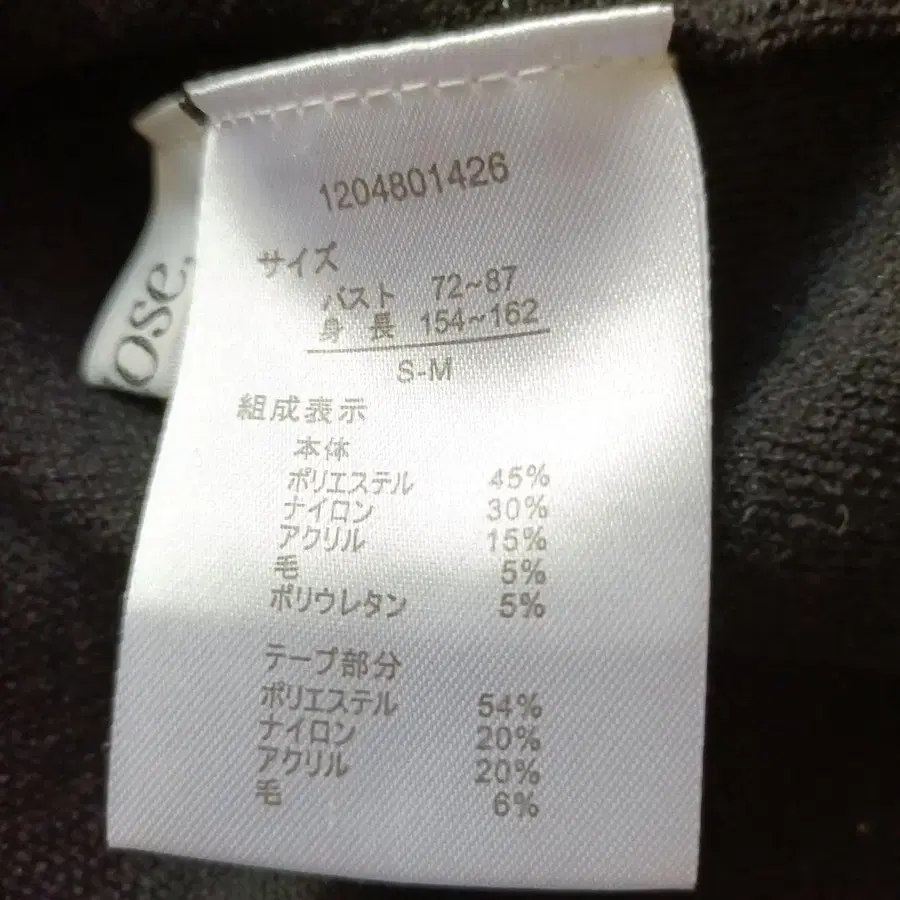 1204801426
サイズ
バスト 72~87
身長 154~162
S-M
組成表示
本体
ポリエステル 45%
ナイロン 30%
アクリル 15%
毛 5%
ポリウレタン 5%
テープ部分
ポリエステル 54%
ナイロン 20%
アクリル 20%
毛 6%